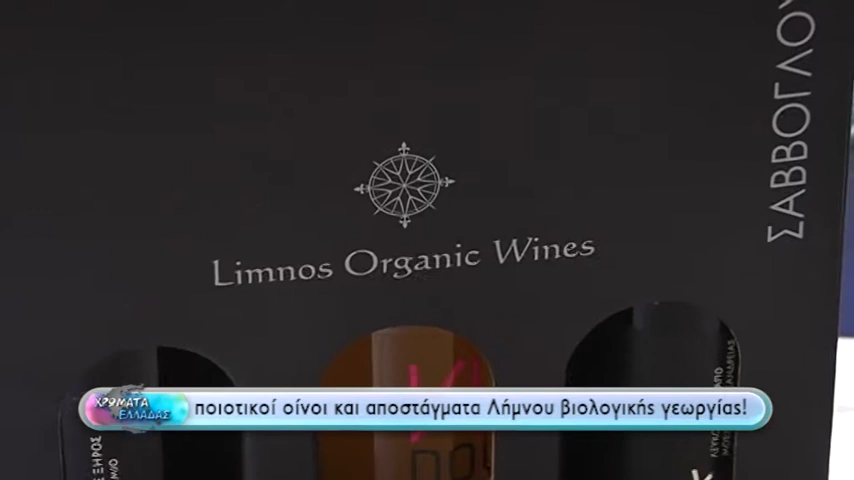 ΣΑΒΒΟΓΛΟΥ
Limnos Organic Wines
ΧΡΩΜΑΤΑ
ΕΛΛΑΔΑΣ
ποιοτικοί οίνοι και αποστάγματα Λήμνου βιολογικής γεωργίας!